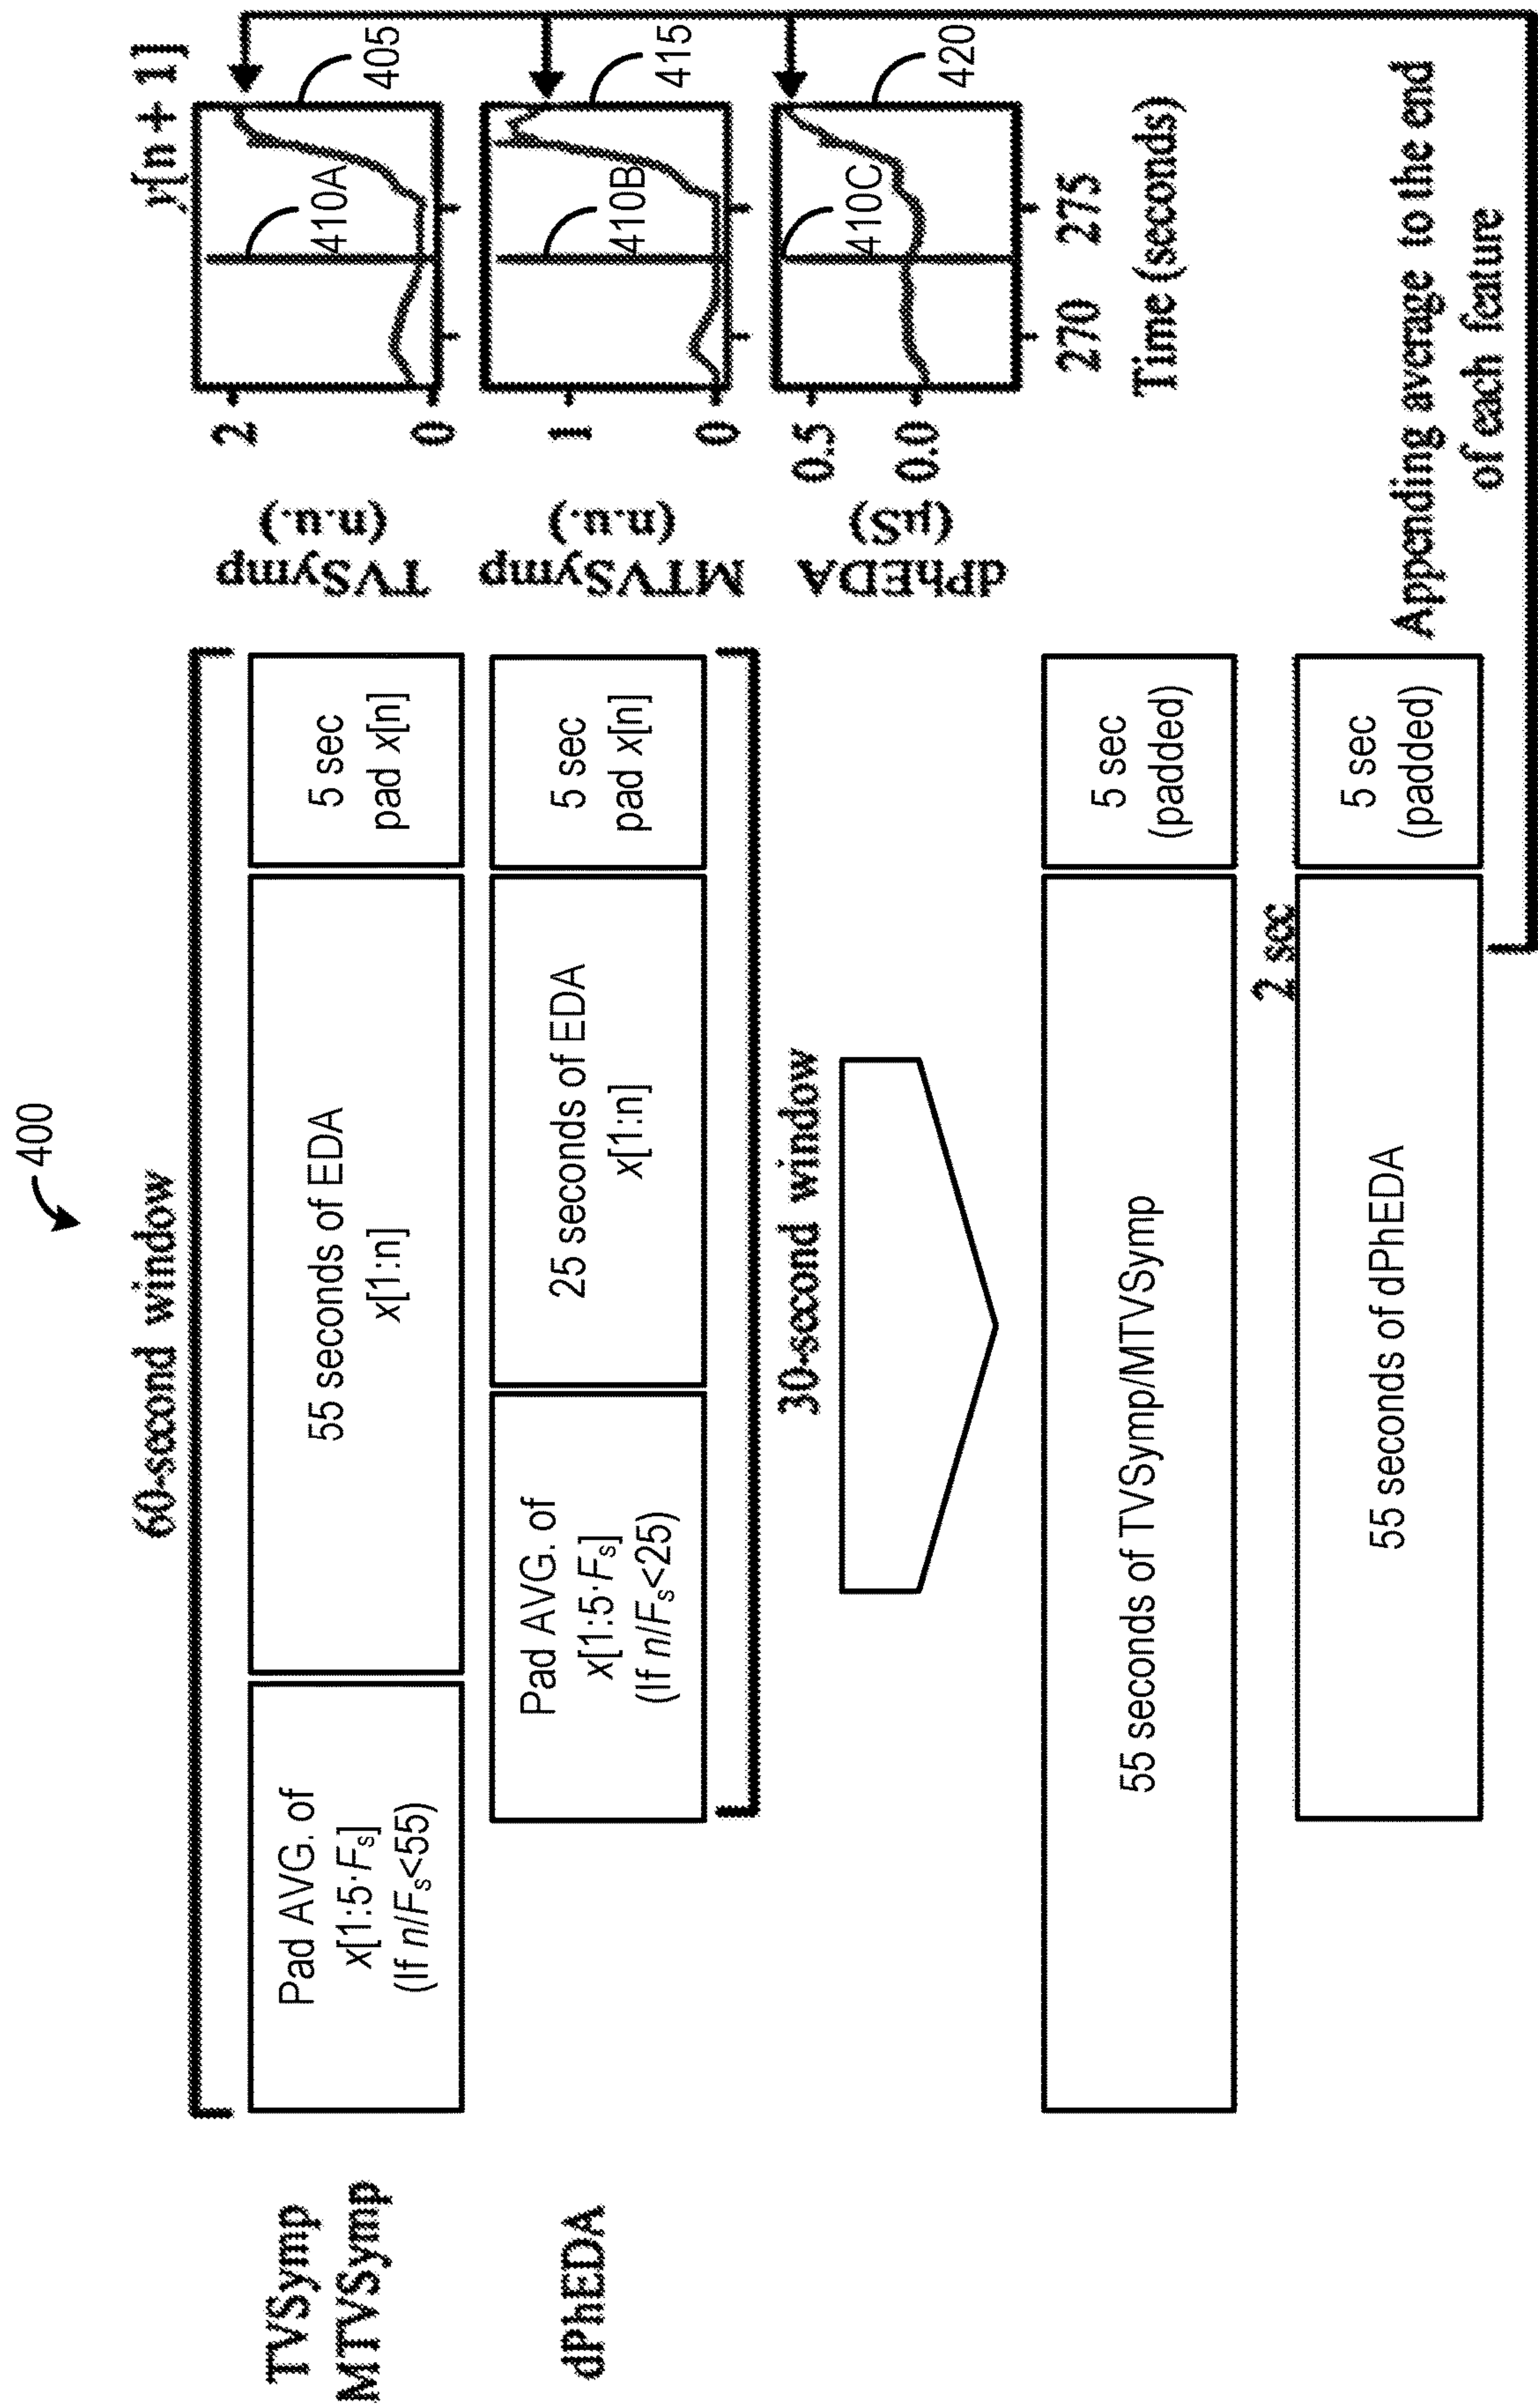 400
60-second window
TVSymp
MTVSymp
Pad AVG. of
x[1:5·Fs]
(If n/Fs<55)
55 seconds of EDA
x[1:n]
5 sec
pad x[n]
dPhEDA
Pad AVG. of
x[1:5·Fs]
(If n/Fs<25)
25 seconds of EDA
x[1:n]
5 sec
pad x[n]
30-second window
55 seconds of TVSymp/MTVSymp
5 sec
(padded)
2 sec
55 seconds of dPhEDA
5 sec
(padded)
y[n + 1]
TVSymp
(n.u.)
2
0
410A
405
MTVSymp
(n.u.)
1
0
410B
415
dPhEDA
(µS)
0.5
0.0
410C
420
270 275
Time (seconds)
Appending average to the end
of each feature